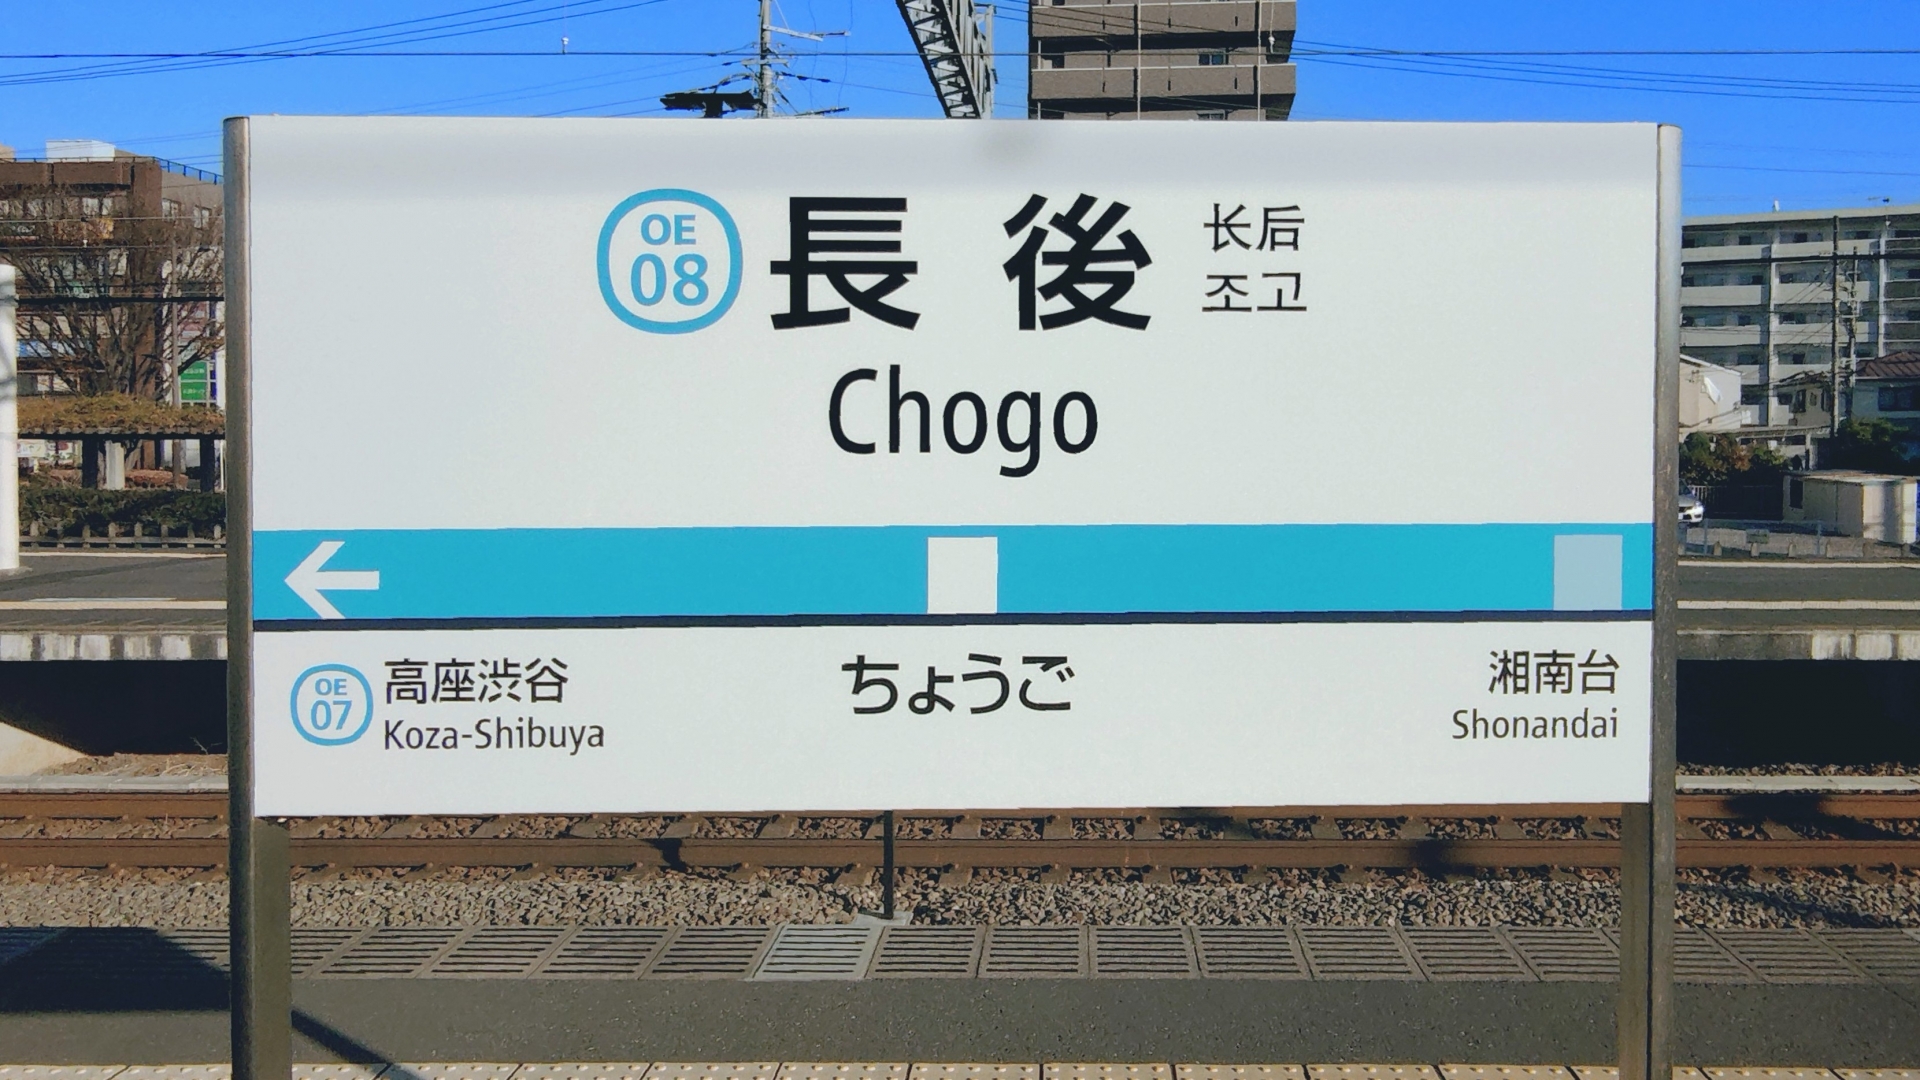 OE
08
長後
长后
조고
Chogo
OE
07
高座渋谷
Koza-Shibuya
ちょうご
湘南台
Shonandai